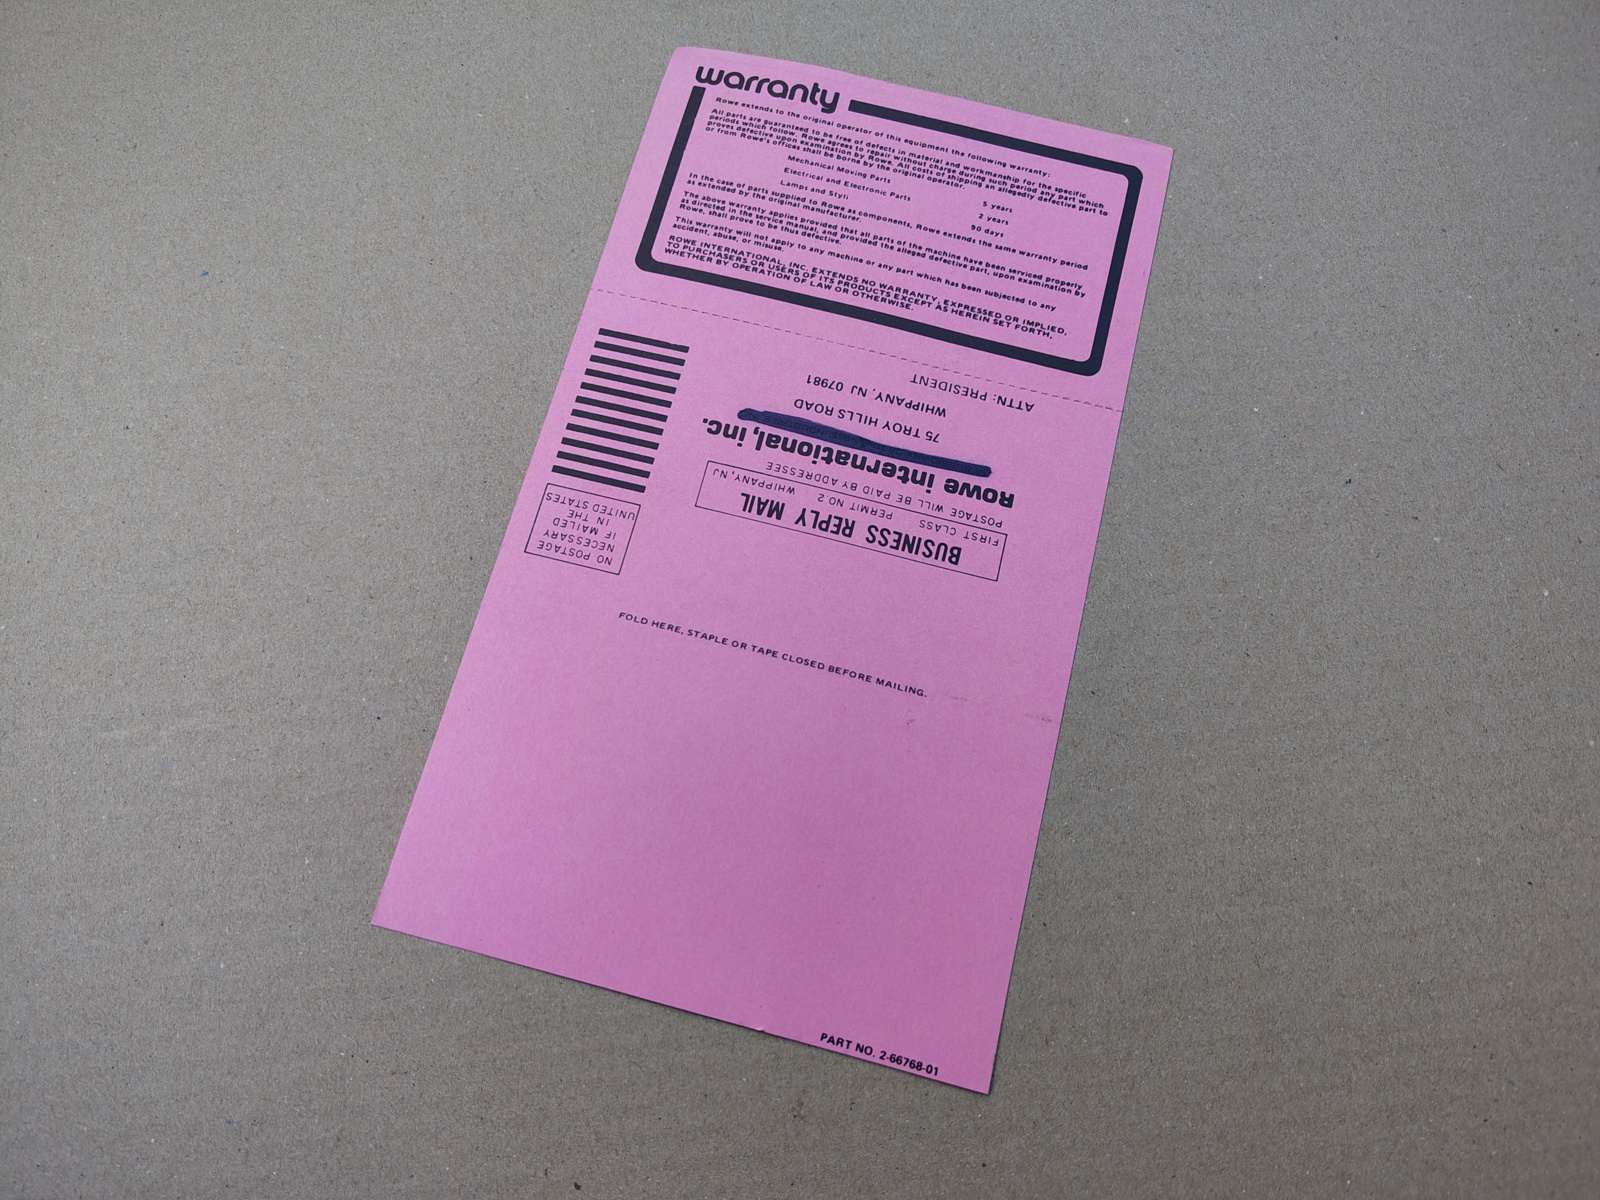 warranty
Rowe extends to the original operator of this equipment the following warranty:
All parts are guaranteed to be free of defects in material and workmanship for the specific
periods which follow. Rowe agrees to repair without charge during such period any part which
proves defective upon examination by Rowe. All costs of shipping an allegedly defective part to
or from Rowe's offices shall be borne by the original operator.
Mechanical Moving Parts 5 years
Electrical and Electronic Parts 2 years
Lamps and Styli 90 days
In the case of parts supplied to Rowe as components, Rowe extends the same warranty period
as extended by the original manufacturer.
The above warranty applies provided that all parts of the machine have been serviced properly
as directed in the service manual, and provided the alleged defective part, upon examination by
Rowe, shall prove to be thus defective.
This warranty will not apply to any machine or any part which has been subjected to any
accident, abuse, or misuse.
ROWE INTERNATIONAL, INC. EXTENDS NO WARRANTY, EXPRESSED OR IMPLIED,
TO PURCHASERS OR USERS OF ITS PRODUCTS EXCEPT AS HEREIN SET FORTH,
WHETHER BY OPERATION OF LAW OR OTHERWISE.
NO POSTAGE
NECESSARY
IF MAILED
IN THE
UNITED STATES
BUSINESS REPLY MAIL
FIRST CLASS PERMIT NO. 2 WHIPPANY, NJ
POSTAGE WILL BE PAID BY ADDRESSEE
Rowe international, inc.
75 TROY HILLS ROAD
WHIPPANY, NJ 07981
ATTN: PRESIDENT
FOLD HERE, STAPLE OR TAPE CLOSED BEFORE MAILING.
PART NO. 2-66768-01